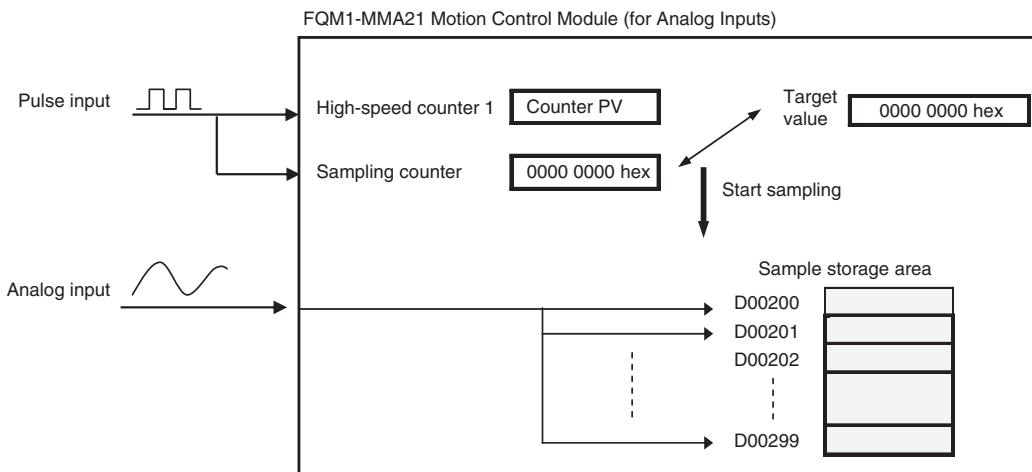 FQM1-MMA21 Motion Control Module (for Analog Inputs)
Pulse input
High-speed counter 1
Counter PV
Target
value
0000 0000 hex
Sampling counter
0000 0000 hex
Start sampling
Analog input
Sample storage area
D00200
D00201
D00202
D00299